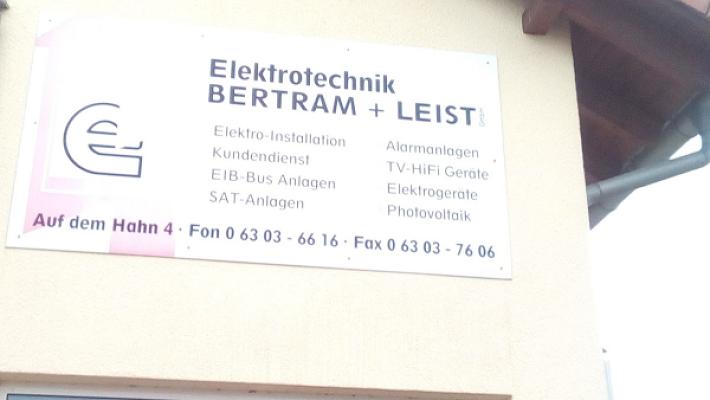 Elektrotechnik
BERTRAM + LEIST GmbH
Elektro-Installation
Kundendienst
EIB-Bus Anlagen
SAT-Anlagen
Alarmanlagen
TV-HiFi Geräte
Elektrogeräte
Photovoltaik
Auf dem Hahn 4 · Fon 0 63 03 - 66 16 · Fax 0 63 03 - 76 06